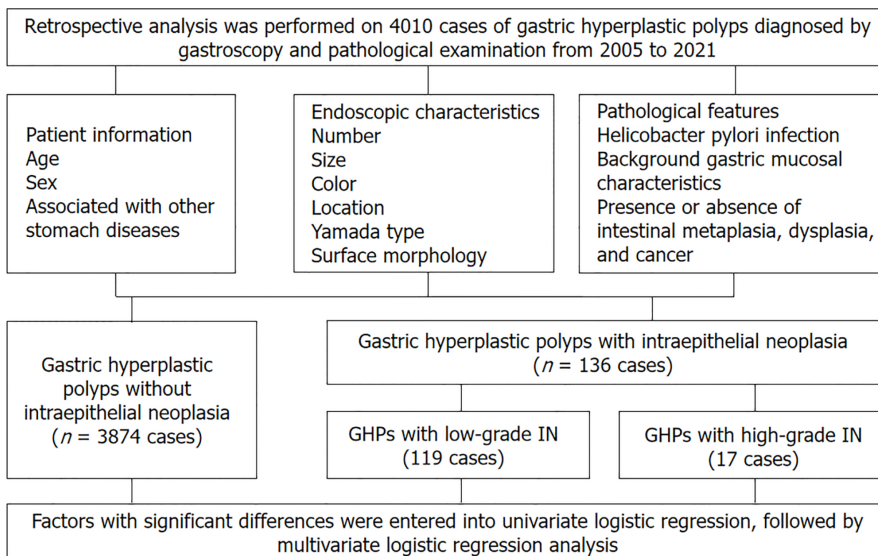 Retrospective analysis was performed on 4010 cases of gastric hyperplastic polyps diagnosed by
gastroscopy and pathological examination from 2005 to 2021
Patient information
Age
Sex
Associated with other
stomach diseases
Endoscopic characteristics
Number
Size
Color
Location
Yamada type
Surface morphology
Pathological features
Helicobacter pylori infection
Background gastric mucosal
characteristics
Presence or absence of
intestinal metaplasia, dysplasia,
and cancer
Gastric hyperplastic
polyps without
intraepithelial neoplasia
(n = 3874 cases)
Gastric hyperplastic polyps with intraepithelial neoplasia
(n = 136 cases)
GHPs with low-grade IN
(119 cases)
GHPs with high-grade IN
(17 cases)
Factors with significant differences were entered into univariate logistic regression, followed by
multivariate logistic regression analysis